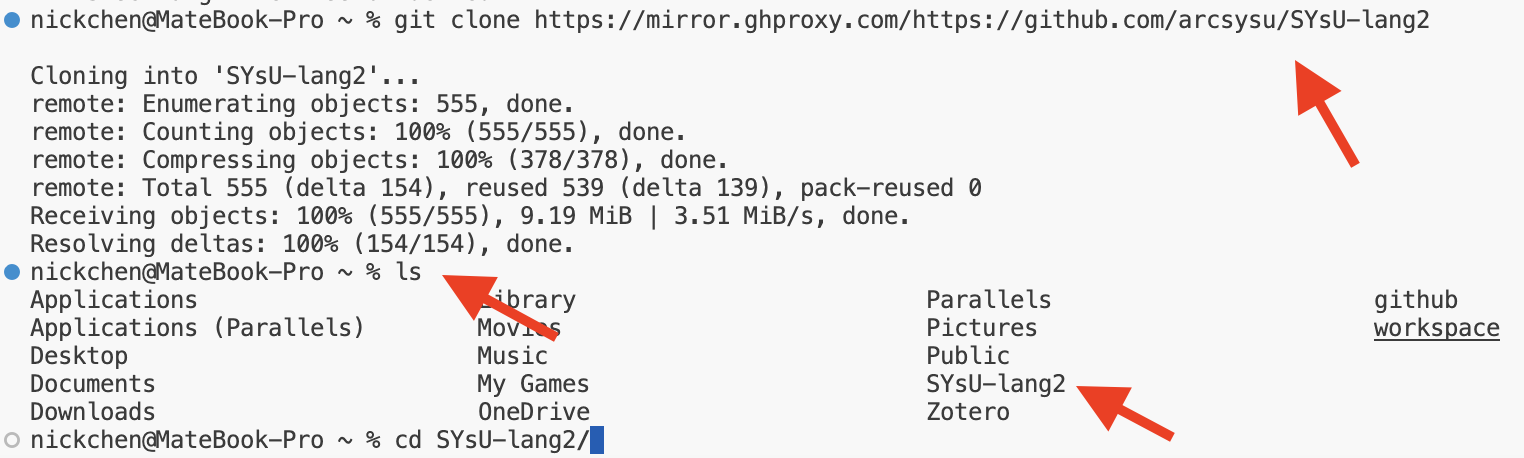 nickchen@MateBook-Pro ~ % git clone https://mirror.ghproxy.com/https://github.com/arcsysu/SYsU-lang2
Cloning into 'SYsU-lang2'...
remote: Enumerating objects: 555, done.
remote: Counting objects: 100% (555/555), done.
remote: Compressing objects: 100% (378/378), done.
remote: Total 555 (delta 154), reused 539 (delta 139), pack-reused 0
Receiving objects: 100% (555/555), 9.19 MiB | 3.51 MiB/s, done.
Resolving deltas: 100% (154/154), done.
nickchen@MateBook-Pro ~ % ls
Applications Library Parallels github
Applications (Parallels) Movies Pictures workspace
Desktop Music Public
Documents My Games SYsU-lang2
Downloads OneDrive Zotero
nickchen@MateBook-Pro ~ % cd SYsU-lang2/